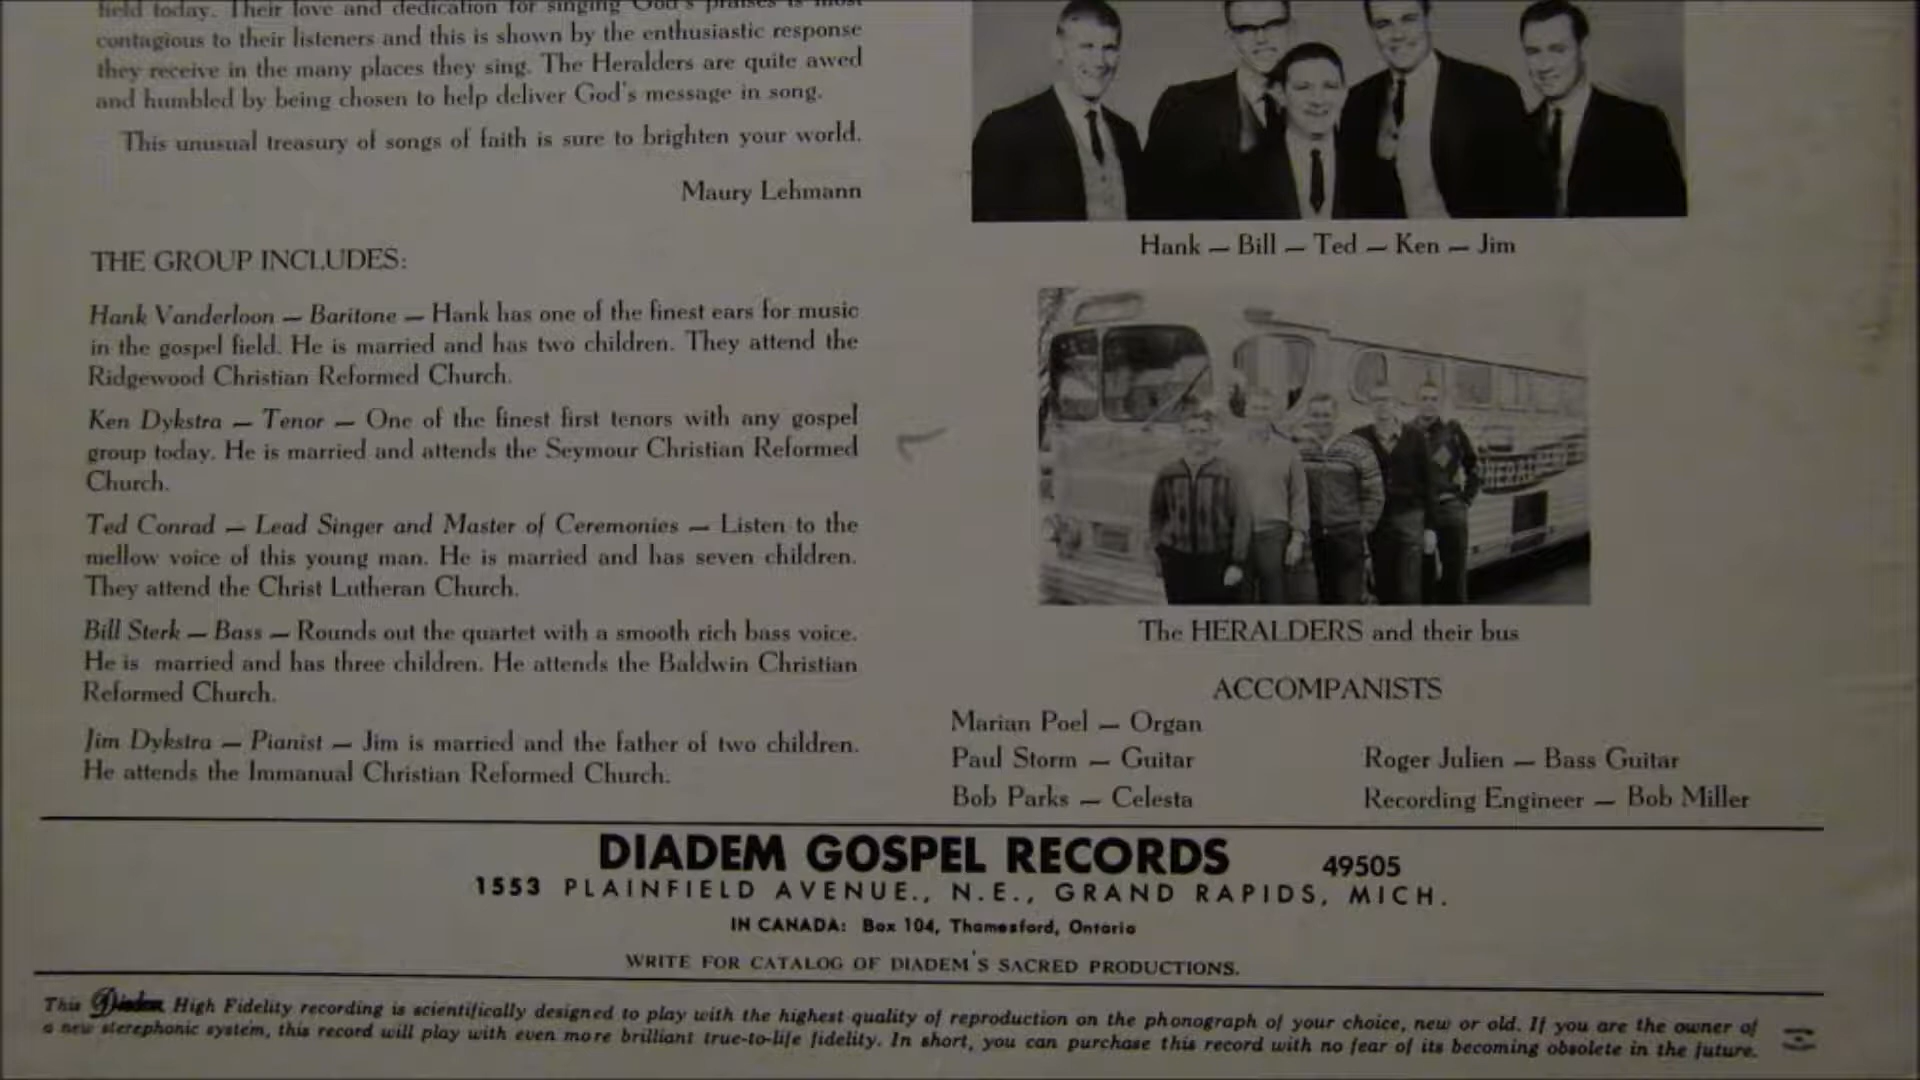 field today. Their love and dedication for singing God's praises is most
contagious to their listeners and this is shown by the enthusiastic response
they receive in the many places they sing. The Heralders are quite awed
and humbled by being chosen to help deliver God's message in song.
This unusual treasury of songs of faith is sure to brighten your world.
Maury Lehmann
THE GROUP INCLUDES:
Hank Vanderloon — Baritone — Hank has one of the finest ears for music
in the gospel field. He is married and has two children. They attend the
Ridgewood Christian Reformed Church.
Ken Dykstra — Tenor — One of the finest first tenors with any gospel
group today. He is married and attends the Seymour Christian Reformed
Church.
Ted Conrad — Lead Singer and Master of Ceremonies — Listen to the
mellow voice of this young man. He is married and has seven children.
They attend the Christ Lutheran Church.
Bill Sterk — Bass — Rounds out the quartet with a smooth rich bass voice.
He is married and has three children. He attends the Baldwin Christian
Reformed Church.
Jim Dykstra — Pianist — Jim is married and the father of two children.
He attends the Immanual Christian Reformed Church.
Hank — Bill — Ted — Ken — Jim
HERALDERS
The HERALDERS and their bus
ACCOMPANISTS
Marian Poel — Organ
Paul Storm — Guitar
Bob Parks — Celesta
Roger Julien — Bass Guitar
Recording Engineer — Bob Miller
DIADEM GOSPEL RECORDS 49505
1553 PLAINFIELD AVENUE., N.E., GRAND RAPIDS, MICH.
IN CANADA: Box 104, Thamesford, Ontario
WRITE FOR CATALOG OF DIADEM'S SACRED PRODUCTIONS.
This Diadem High Fidelity recording is scientifically designed to play with the highest quality of reproduction on the phonograph of your choice, new or old. If you are the owner of
a new sterephonic system, this record will play with even more brilliant true-to-life fidelity. In short, you can purchase this record with no fear of its becoming obsolete in the future.